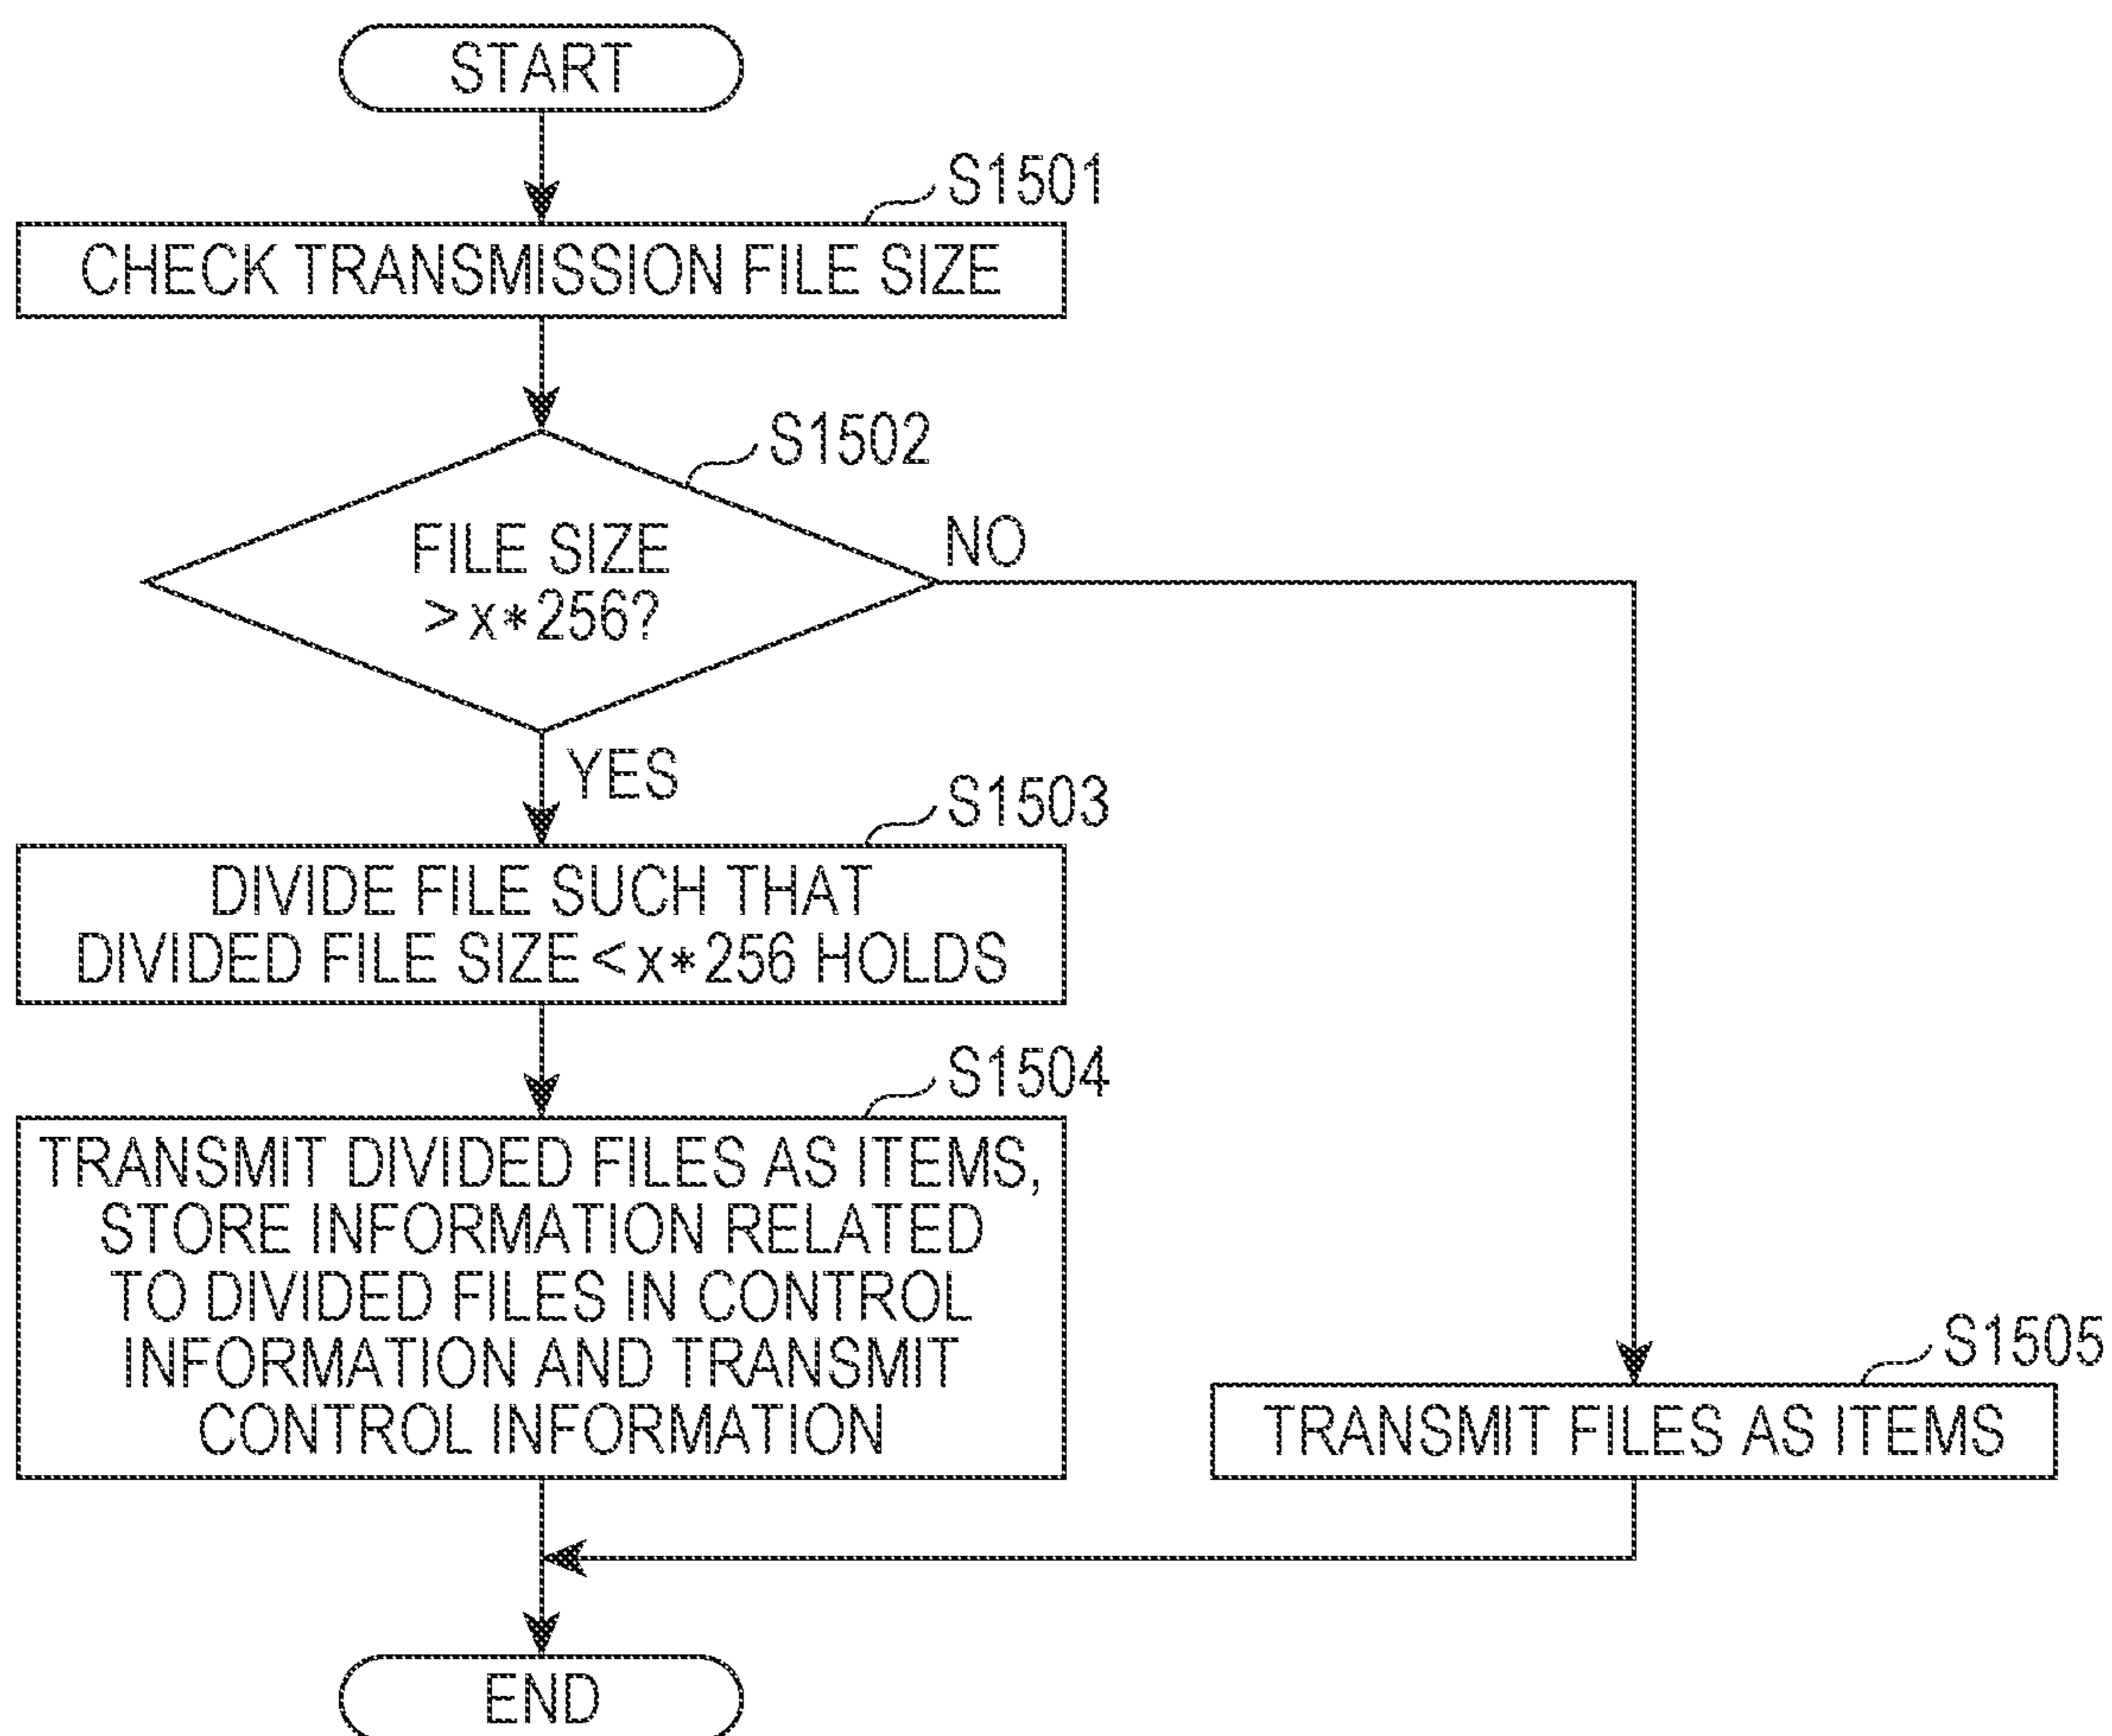 START
S1501
CHECK TRANSMISSION FILE SIZE
S1502
FILE SIZE
>x*256?
NO
YES
S1503
DIVIDE FILE SUCH THAT
DIVIDED FILE SIZE<x*256 HOLDS
S1504
TRANSMIT DIVIDED FILES AS ITEMS,
STORE INFORMATION RELATED
TO DIVIDED FILES IN CONTROL
INFORMATION AND TRANSMIT
CONTROL INFORMATION
S1505
TRANSMIT FILES AS ITEMS
END